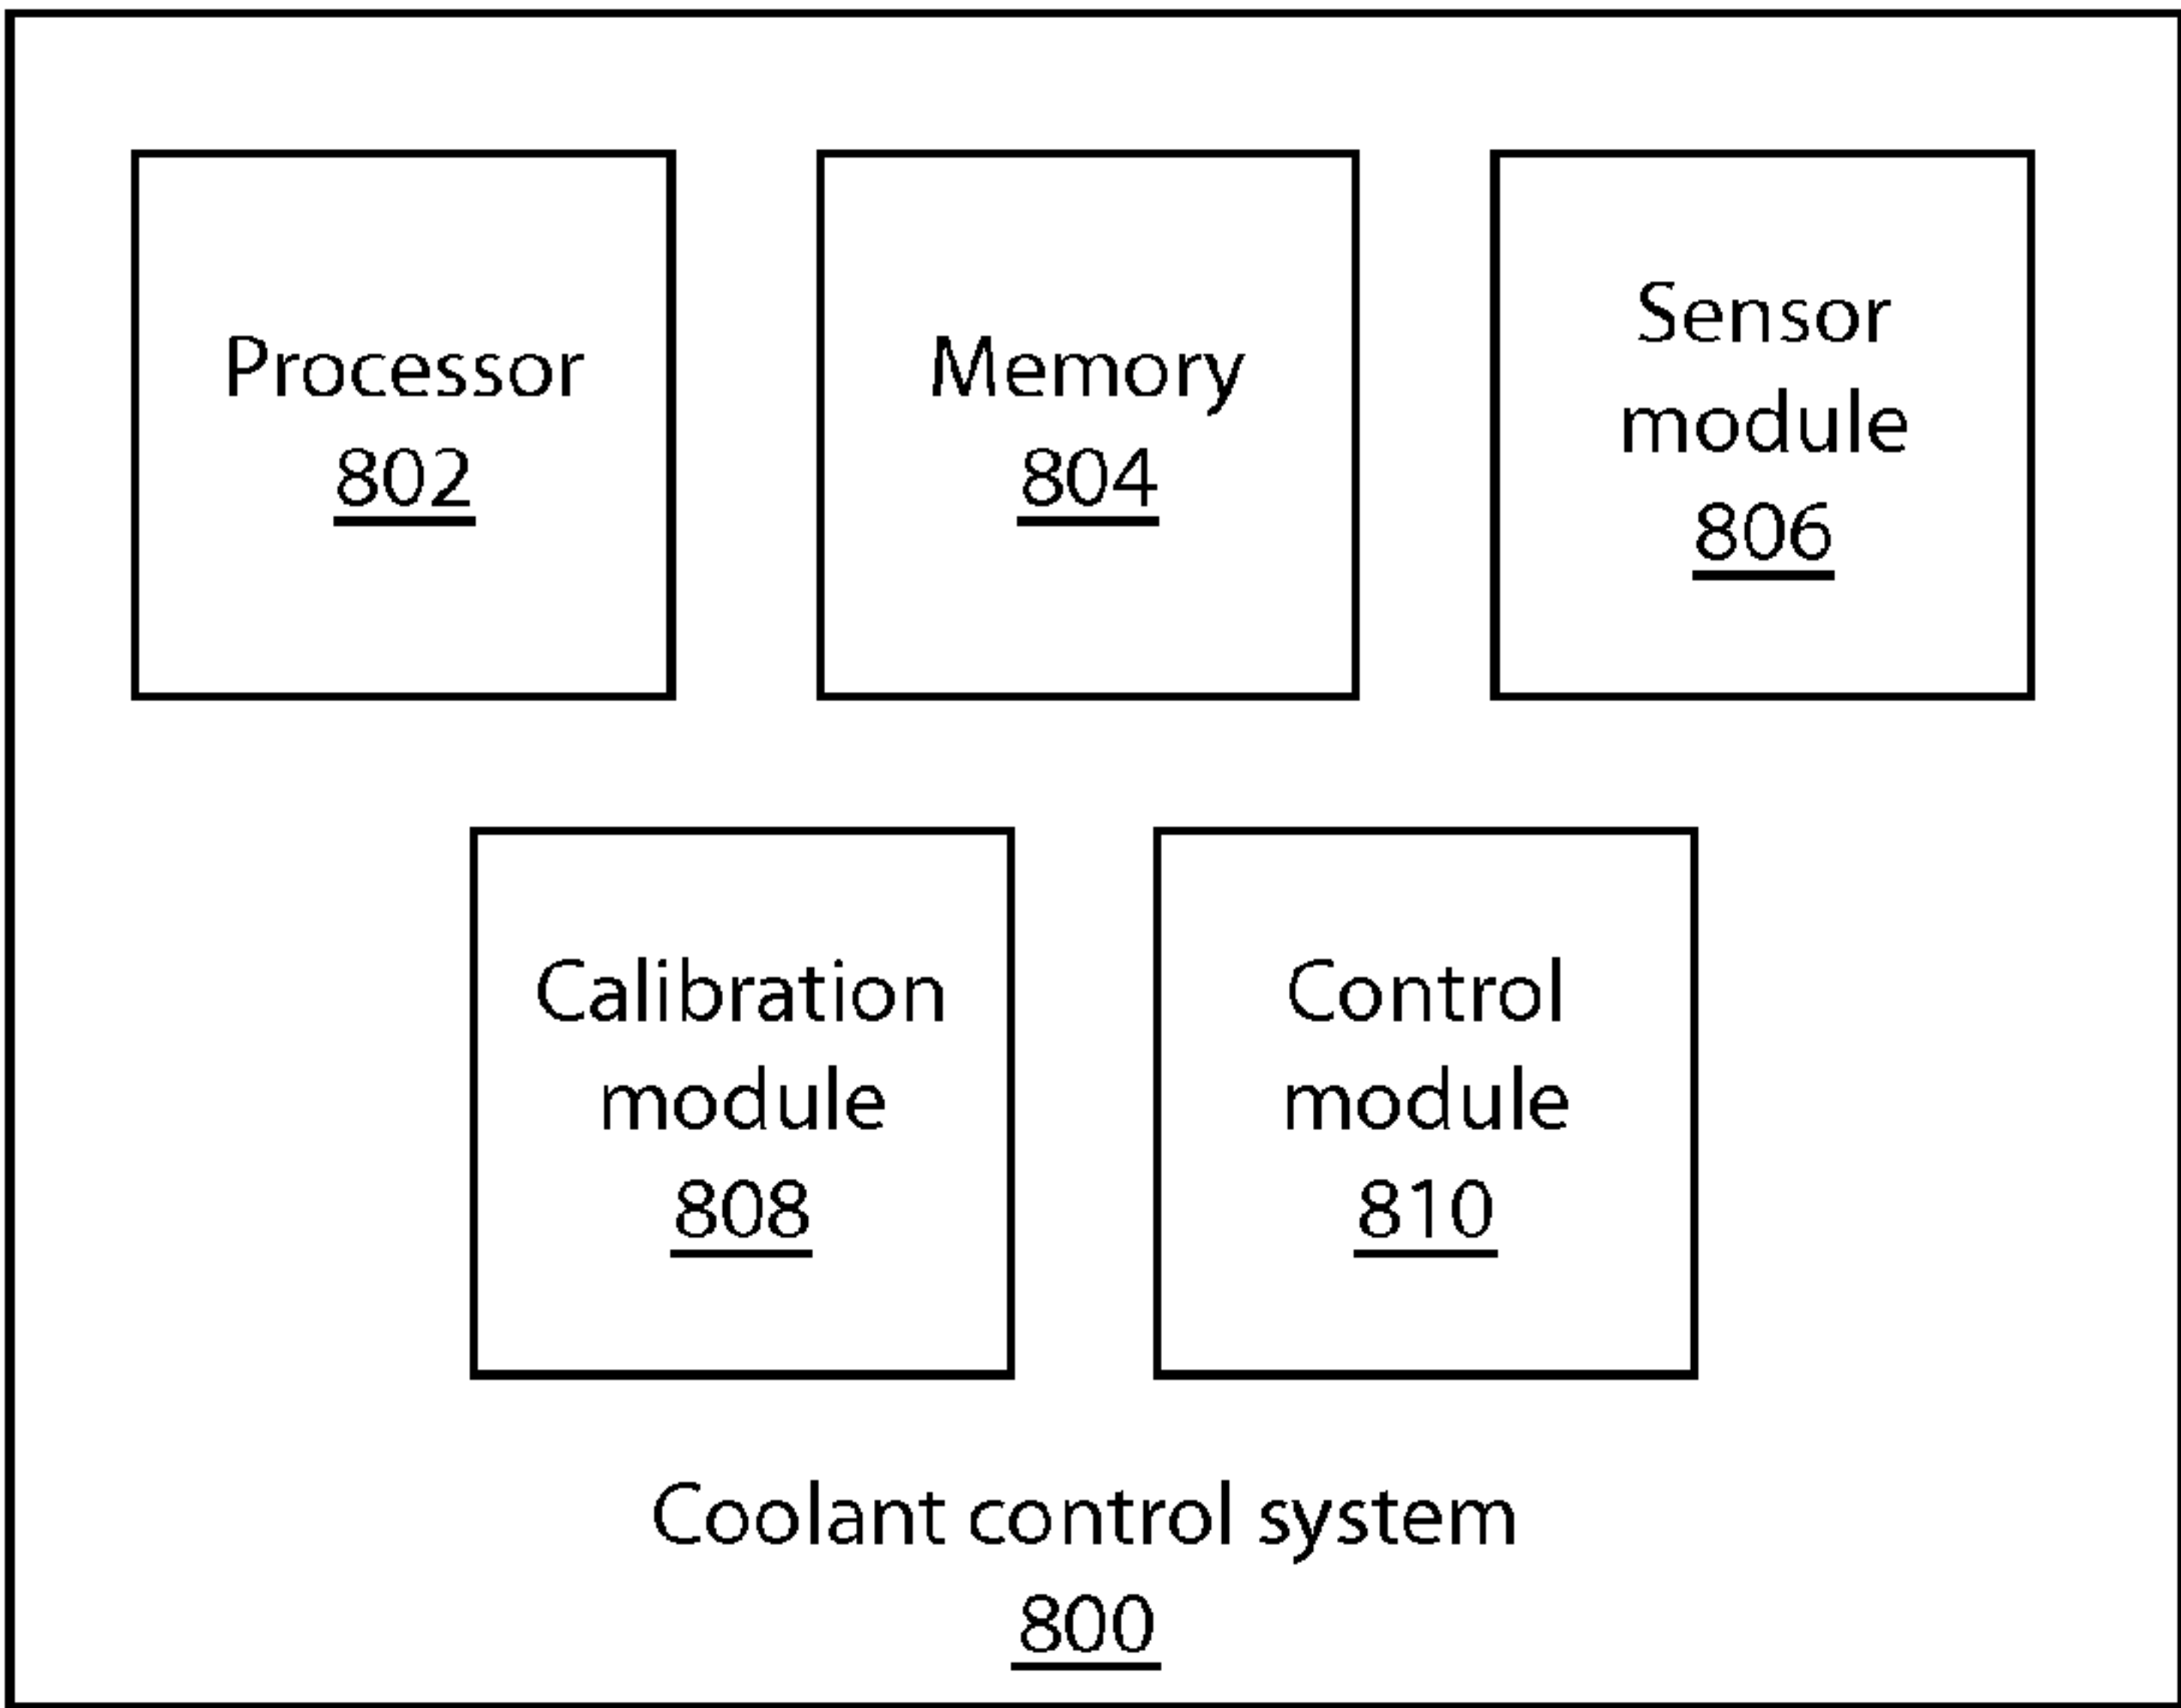 Processor
802
Memory
804
Sensor
module
806
Calibration
module
808
Control
module
810
Coolant control system
800